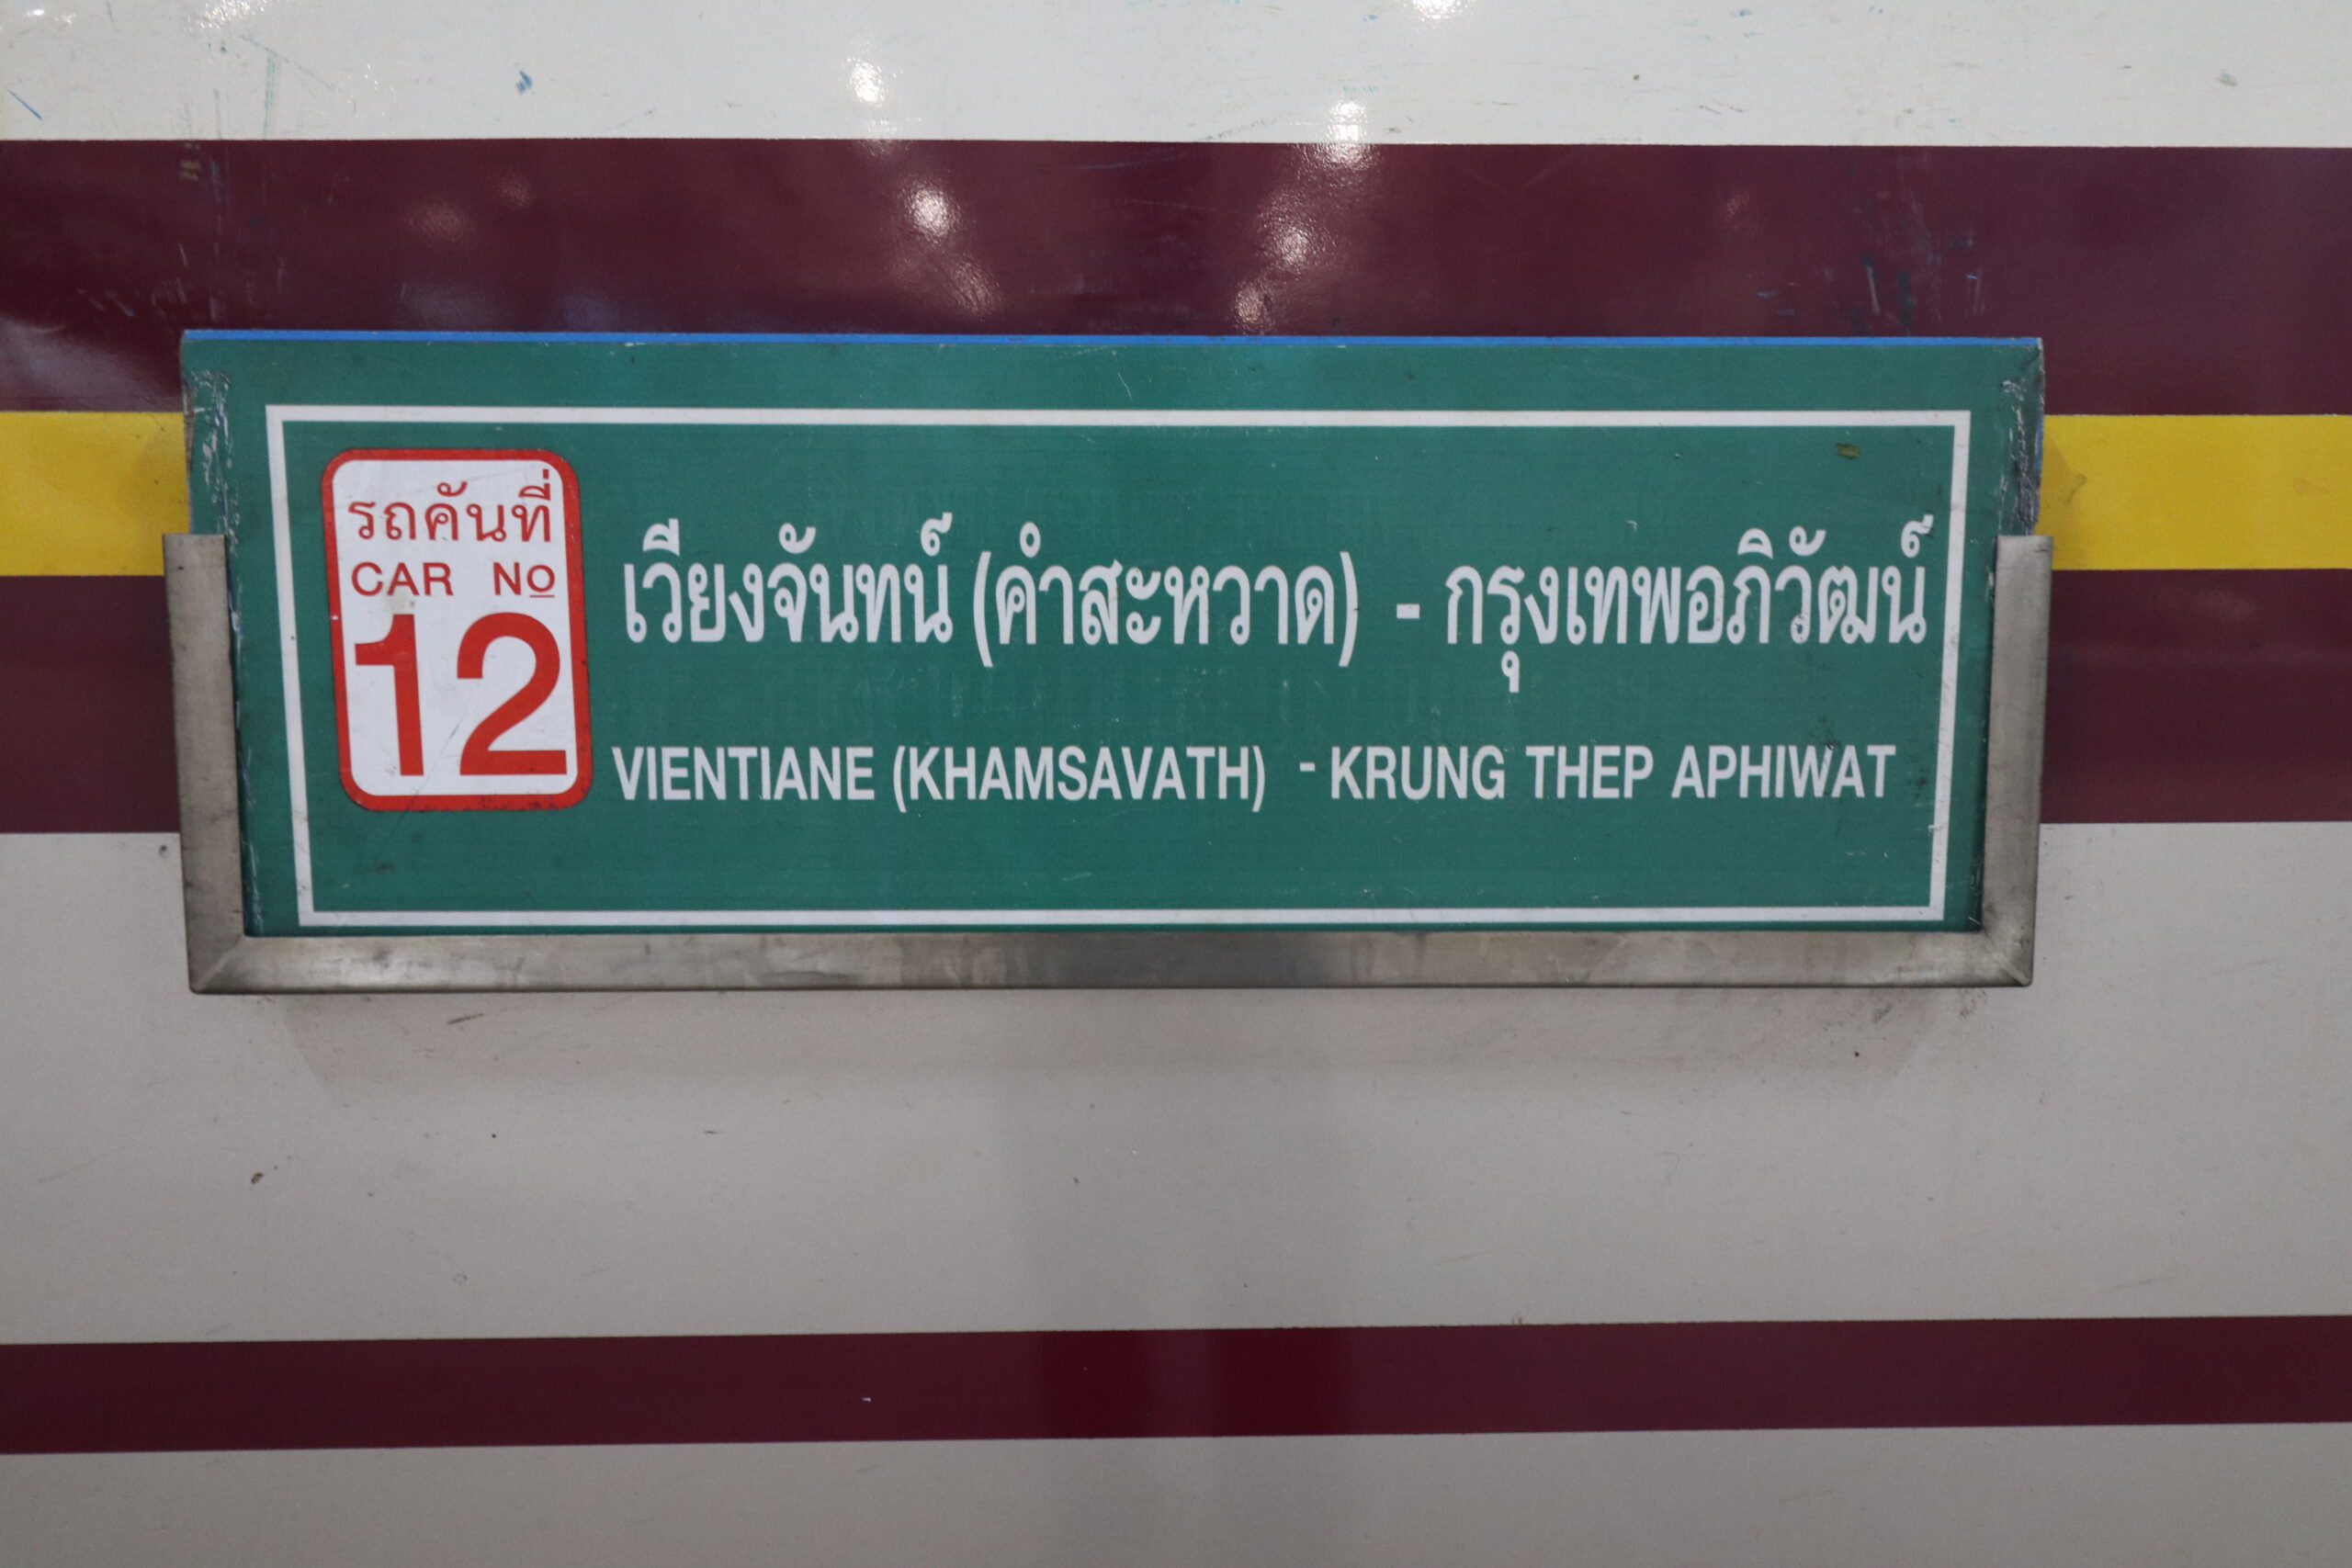 รถคันที่
CAR NO
12
เวียงจันทน์ (คำสะหวาด) - กรุงเทพอภิวัฒน์
VIENTIANE (KHAMSAVATH) - KRUNG THEP APHIWAT